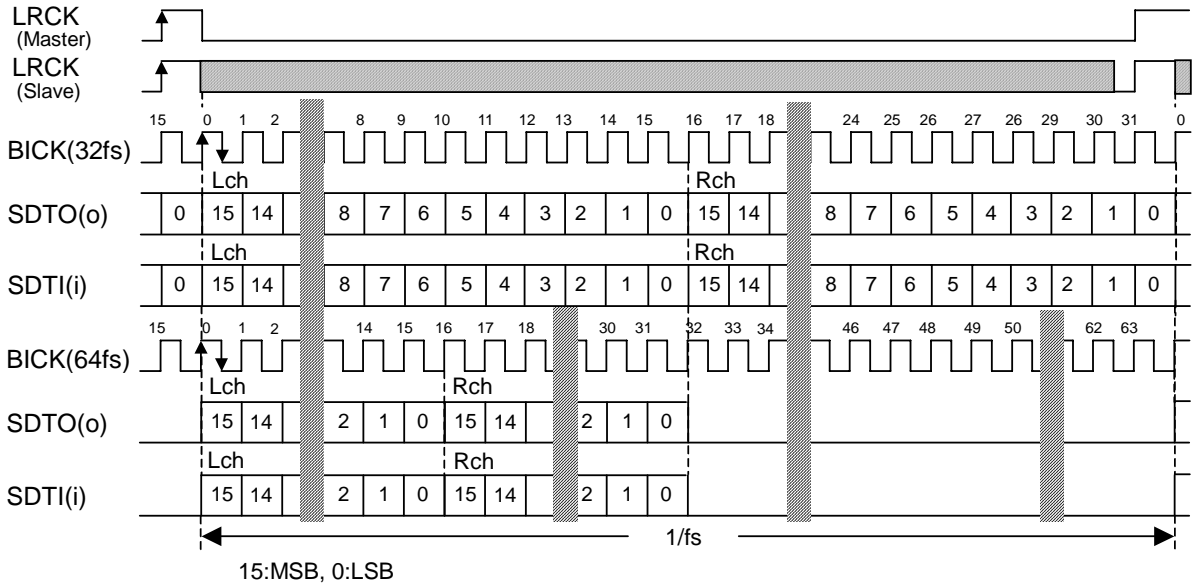 LRCK
(Master)
LRCK
(Slave)
15 0 1 2 8 9 10 11 12 13 14 15 16 17 18 24 25 26 27 26 29 30 31 0
BICK(32fs)
Lch Rch
SDTO(o) 0 15 14 8 7 6 5 4 3 2 1 0 15 14 8 7 6 5 4 3 2 1 0
Lch Rch
SDTI(i) 0 15 14 8 7 6 5 4 3 2 1 0 15 14 8 7 6 5 4 3 2 1 0
15 0 1 2 14 15 16 17 18 30 31 32 33 34 46 47 48 49 50 62 63
BICK(64fs)
Lch Rch
SDTO(o) 15 14 2 1 0 15 14 2 1 0
Lch Rch
SDTI(i) 15 14 2 1 0 15 14 2 1 0
1/fs
15:MSB, 0:LSB